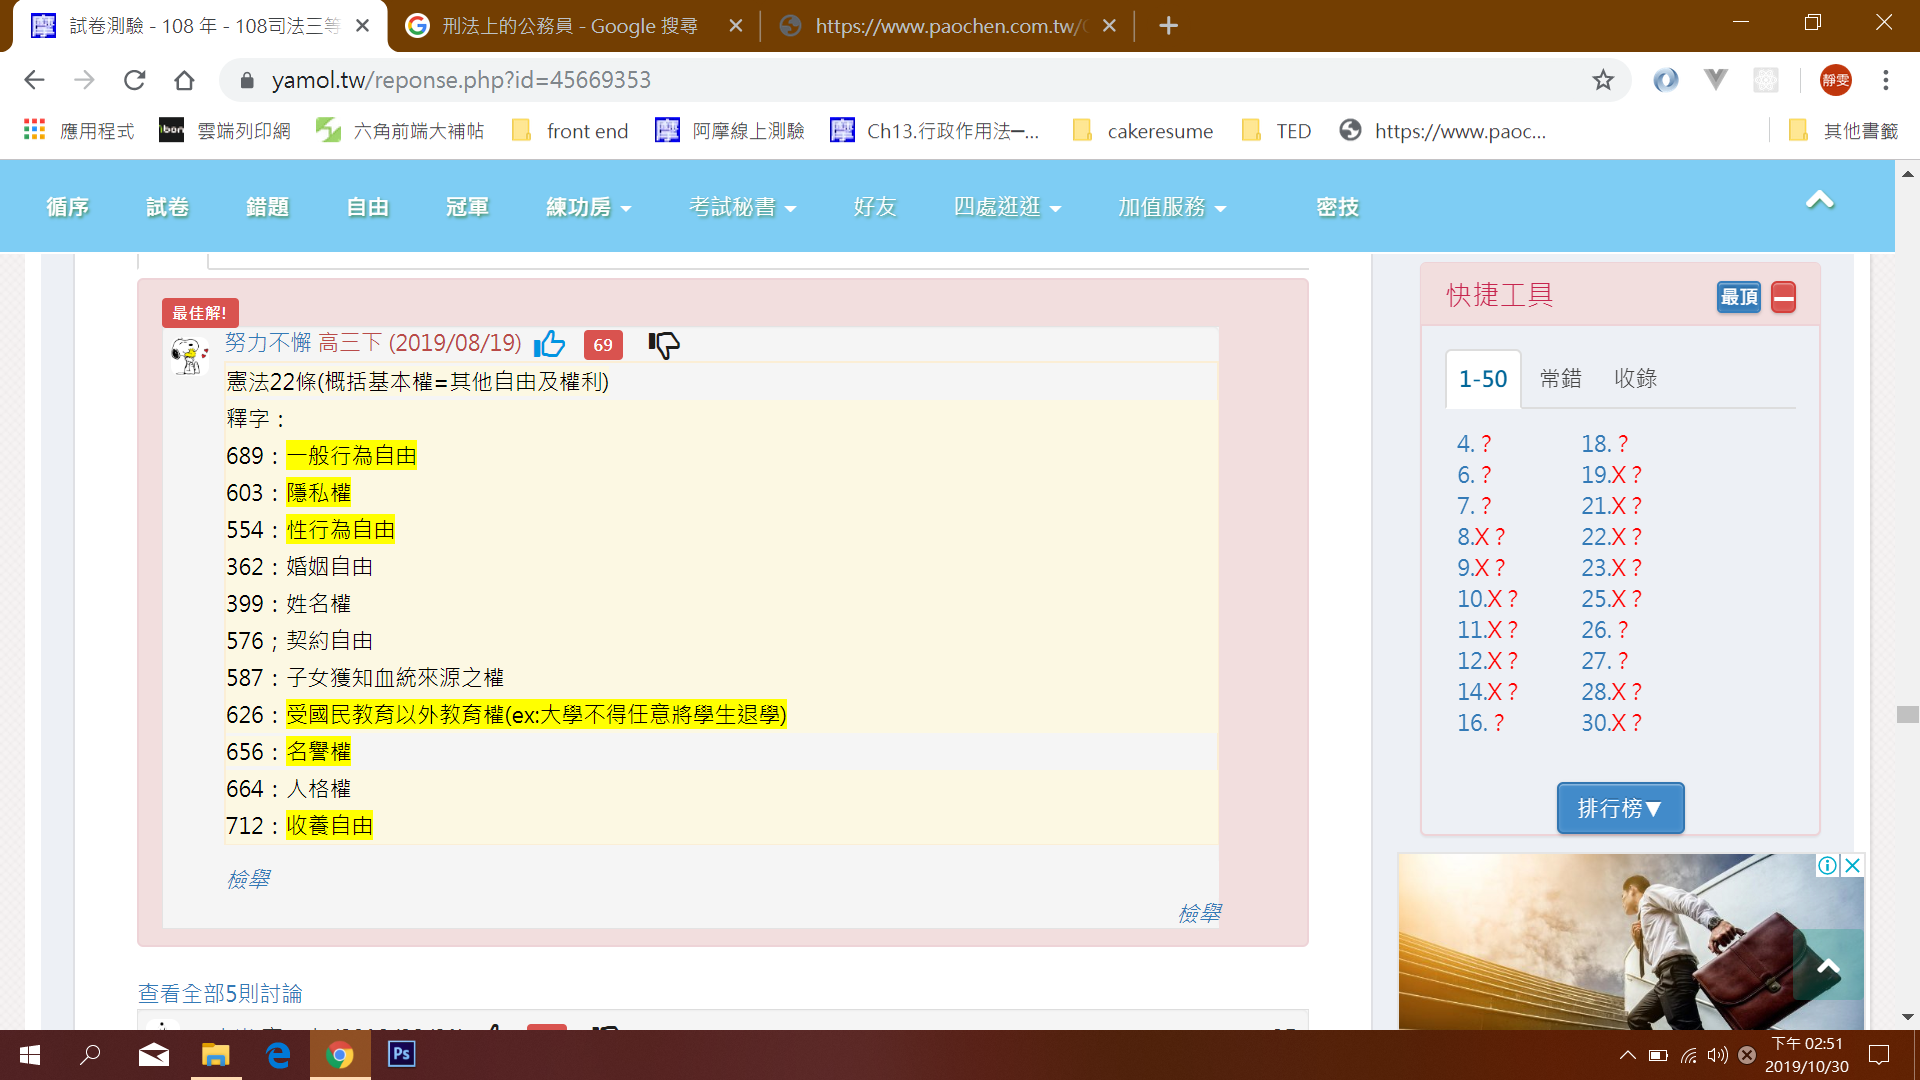 試卷測驗 - 108 年 - 108司法三等
刑法上的公務員 - Google 搜尋
https://www.paochen.com.tw/
yamol.tw/reponse.php?id=45669353
靜雯
應用程式
ibon
雲端列印網
六角前端大補帖
front end
摩
阿摩線上測驗
摩
Ch13.行政作用法─...
cakeresume
TED
https://www.paoc...
其他書籤
循序
試卷
錯題
自由
冠軍
練功房
考試秘書
好友
四處逛逛
加值服務
密技
最佳解!
努力不懈 高三下 (2019/08/19)
69
憲法22條(概括基本權=其他自由及權利)
釋字：
689：一般行為自由
603：隱私權
554：性行為自由
362：婚姻自由
399：姓名權
576；契約自由
587：子女獲知血統來源之權
626：受國民教育以外教育權(ex:大學不得任意將學生退學)
656：名譽權
664：人格權
712：收養自由
檢舉
檢舉
查看全部5則討論
快捷工具
最頂
1-50
常錯
收錄
4. ?
18. ?
6. ?
19.X ?
7. ?
21.X ?
8.X ?
22.X ?
9.X ?
23.X ?
10.X ?
25.X ?
11.X ?
26. ?
12.X ?
27. ?
14.X ?
28.X ?
16. ?
30.X ?
排行榜▼
Ps
下午 02:51
2019/10/30